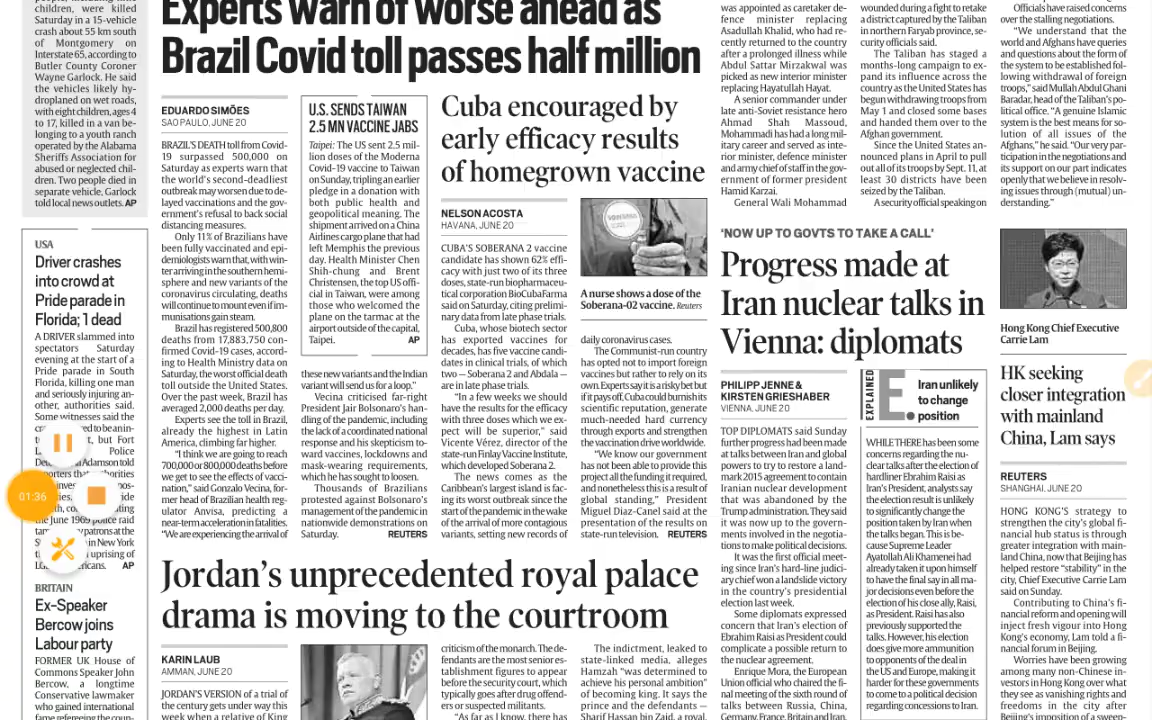 children, were killed
Saturday in a 15-vehicle
crash about 55 km south
of Montgomery on
Interstate 65, according to
Butler County Coroner
Wayne Garlock. He said
the vehicles likely hy-
droplaned on wet roads,
with eight children, ages 4
to 17, killed in a van be-
longing to a youth ranch
operated by the Alabama
Sheriffs Association for
abused or neglected chil-
dren. Two people died in
separate vehicle, Garlock
told local news outlets. AP
USA
Driver crashes
into crowd at
Pride parade in
Florida; 1 dead
A DRIVER slammed into
spectators Saturday
evening at the start of a
Pride parade in South
Florida, killing one man
and seriously injuring an-
other, authorities said.
Some witnesses said the
to be an in-
but Fort
Police
Adamson told
the June 1969 police raid
patrons at the
in New York
uprising of
AP
BRITAIN
Ex-Speaker
Bercow joins
Labour party
FORMER UK House of
Commons Speaker John
Bercow, a longtime
Conservative lawmaker
who gained international
fame refereeing the coun-
Experts warn of worse ahead as
Brazil Covid toll passes half million
EDUARDO SIMÕES
SAO PAULO, JUNE 20
BRAZIL'S DEATH toll from Covid-
19 surpassed 500,000 on
Saturday as experts warn that
the world's second-deadliest
outbreak may worsen due to de-
layed vaccinations and the gov-
ernment's refusal to back social
distancing measures.
Only 11% of Brazilians have
been fully vaccinated and epi-
demiologists warn that, with win-
ter arriving in the southern hemi-
sphere and new variants of the
coronavirus circulating, deaths
will continue to mount even if im-
munisations gain steam.
Brazil has registered 500,800
deaths from 17,883,750 con-
firmed Covid-19 cases, accord-
ing to Health Ministry data on
Saturday, the worst official death
toll outside the United States.
Over the past week, Brazil has
averaged 2,000 deaths per day.
Experts see the toll in Brazil,
already the highest in Latin
America, climbing far higher.
"I think we are going to reach
700,000 or 800,000 deaths before
we get to see the effects of vacci-
nation," said Gonzalo Vecina, for-
mer head of Brazilian health reg-
ulator Anvisa, predicting a
near-term acceleration in fatalities.
"We are experiencing the arrival of
U.S. SENDS TAIWAN
2.5 MN VACCINE JABS
Taipei: The US sent 2.5 mil-
lion doses of the Moderna
Covid-19 vaccine to Taiwan
on Sunday, tripling an earlier
pledge in a donation with
both public health and
geopolitical meaning. The
shipment arrived on a China
Airlines cargo plane that had
left Memphis the previous
day. Health Minister Chen
Shih-chung and Brent
Christensen, the top US offi-
cial in Taiwan, were among
those who welcomed the
plane on the tarmac at the
airport outside of the capital,
Taipei. AP
these new variants and the Indian
variant will send us for a loop."
Vecina criticised far-right
President Jair Bolsonaro's han-
dling of the pandemic, including
the lack of a coordinated national
response and his skepticism to-
ward vaccines, lockdowns and
mask-wearing requirements,
which he has sought to loosen.
Thousands of Brazilians
protested against Bolsonaro's
management of the pandemic in
nationwide demonstrations on
Saturday. REUTERS
Cuba encouraged by
early efficacy results
of homegrown vaccine
NELSON ACOSTA
HAVANA, JUNE 20
CUBA'S SOBERANA 2 vaccine
candidate has shown 62% effi-
cacy with just two of its three
doses, state-run biopharmaceu-
tical corporation BioCubaFarma
said on Saturday, citing prelimi-
nary data from late phase trials.
Cuba, whose biotech sector
has exported vaccines for
decades, has five vaccine candi-
dates in clinical trials, of which
two — Soberana 2 and Abdala —
are in late phase trials.
"In a few weeks we should
have the results for the efficacy
with three doses which we ex-
pect will be superior," said
Vicente Vérez, director of the
state-run Finlay Vaccine Institute,
which developed Soberana 2.
The news comes as the
Caribbean's largest island is fac-
ing its worst outbreak since the
start of the pandemic in the wake
of the arrival of more contagious
variants, setting new records of
A nurse shows a dose of the
Soberana-02 vaccine. Reuters
daily coronavirus cases.
The Communist-run country
has opted not to import foreign
vaccines but rather to rely on its
own. Experts say it is a risky bet but
if it pays off, Cuba could burnish its
scientific reputation, generate
much-needed hard currency
through exports and strengthen
the vaccination drive worldwide.
"We know our government
has not been able to provide this
project all the funding it required,
and nonetheless this is a result of
global standing," President
Miguel Diaz-Canel said at the
presentation of the results on
state-run television. REUTERS
Jordan's unprecedented royal palace
drama is moving to the courtroom
KARIN LAUB
AMMAN, JUNE 20
JORDAN'S VERSION of a trial of
the century gets under way this
week when a relative of King
criticism of the monarch. The de-
fendants are the most senior es-
tablishment figures to appear
before the security court, which
typically goes after drug offend-
ers or suspected militants.
"As far as I know, there has
The indictment, leaked to
state-linked media, alleges
Hamzah "was determined to
achieve his personal ambition"
of becoming king. It says the
prince and the defendants —
Sharif Hassan bin Zaid, a royal,
was appointed as caretaker de-
fence minister replacing
Asadullah Khalid, who had re-
cently returned to the country
after a prolonged illness while
Abdul Sattar Mirzakwal was
picked as new interior minister
replacing Hayatullah Hayat.
A senior commander under
late anti-Soviet resistance hero
Ahmad Shah Massoud,
Mohammadi has had a long mil-
itary career and served as inte-
rior minister, defence minister
and army chief of staff in the gov-
ernment of former president
Hamid Karzai.
General Wali Mohammad
wounded during a fight to retake
a district captured by the Taliban
in northern Faryab province, se-
curity officials said.
The Taliban has staged a
months-long campaign to ex-
pand its influence across the
country as the United States has
begun withdrawing troops from
May 1 and closed some bases
and handed them over to the
Afghan government.
Since the United States an-
nounced plans in April to pull
out all of its troops by Sept. 11, at
least 30 districts have been
seized by the Taliban.
A security official speaking on
Officials have raised concerns
over the stalling negotiations.
"We understand that the
world and Afghans have queries
and questions about the form of
the system to be established fol-
lowing withdrawal of foreign
troops," said Mullah Abdul Ghani
Baradar, head of the Taliban's po-
litical office. "A genuine Islamic
system is the best means for so-
lution of all issues of the
Afghans," he said. "Our very par-
ticipation in the negotiations and
its support on our part indicates
openly that we believe in resolv-
ing issues through (mutual) un-
derstanding."
'NOW UP TO GOVTS TO TAKE A CALL'
Progress made at
Iran nuclear talks in
Vienna: diplomats
PHILIPP JENNE &
KIRSTEN GRIESHABER
VIENNA, JUNE 20
TOP DIPLOMATS said Sunday
further progress had been made
at talks between Iran and global
powers to try to restore a land-
mark 2015 agreement to contain
Iranian nuclear development
that was abandoned by the
Trump administration. They said
it was now up to the govern-
ments involved in the negotia-
tions to make political decisions.
It was the first official meet-
ing since Iran's hard-line judici-
ary chief won a landslide victory
in the country's presidential
election last week.
Some diplomats expressed
concern that Iran's election of
Ebrahim Raisi as President could
complicate a possible return to
the nuclear agreement.
Enrique Mora, the European
Union official who chaired the fi-
nal meeting of the sixth round of
talks between Russia, China,
Germany, France, Britain and Iran,
EXPLAINED
E.
Iran unlikely
to change
position
WHILE THERE has been some
concerns regarding the nu-
clear talks after the election of
hardliner Ebrahim Raisi as
Iran's President, analysts say
the election result is unlikely
to significantly change the
position taken by Iran when
the talks began. This is be-
cause Supreme Leader
Ayatollah Ali Khamenei had
already taken it upon himself
to have the final say in all ma-
jor decisions even before the
election of his close ally, Raisi,
as President. Raisi has also
previously supported the
talks. However, his election
does give more ammunition
to opponents of the deal in
the US and Europe, making it
harder for these governments
to come to a political decision
regarding concessions to Iran.
Hong Kong Chief Executive
Carrie Lam
HK seeking
closer integration
with mainland
China, Lam says
REUTERS
SHANGHAI, JUNE 20
HONG KONG'S strategy to
strengthen the city's global fi-
nancial hub status is through
greater integration with main-
land China, now that Beijing has
helped restore "stability" in the
city, Chief Executive Carrie Lam
said on Sunday.
Contributing to China's fi-
nancial reform and opening will
inject fresh vigour into Hong
Kong's economy, Lam told a fi-
nancial forum in Beijing.
Worries have been growing
among many non-Chinese in-
vestors in Hong Kong over what
they see as vanishing rights and
freedoms in the city after
Beijing's imposition of a sweep-
01:36